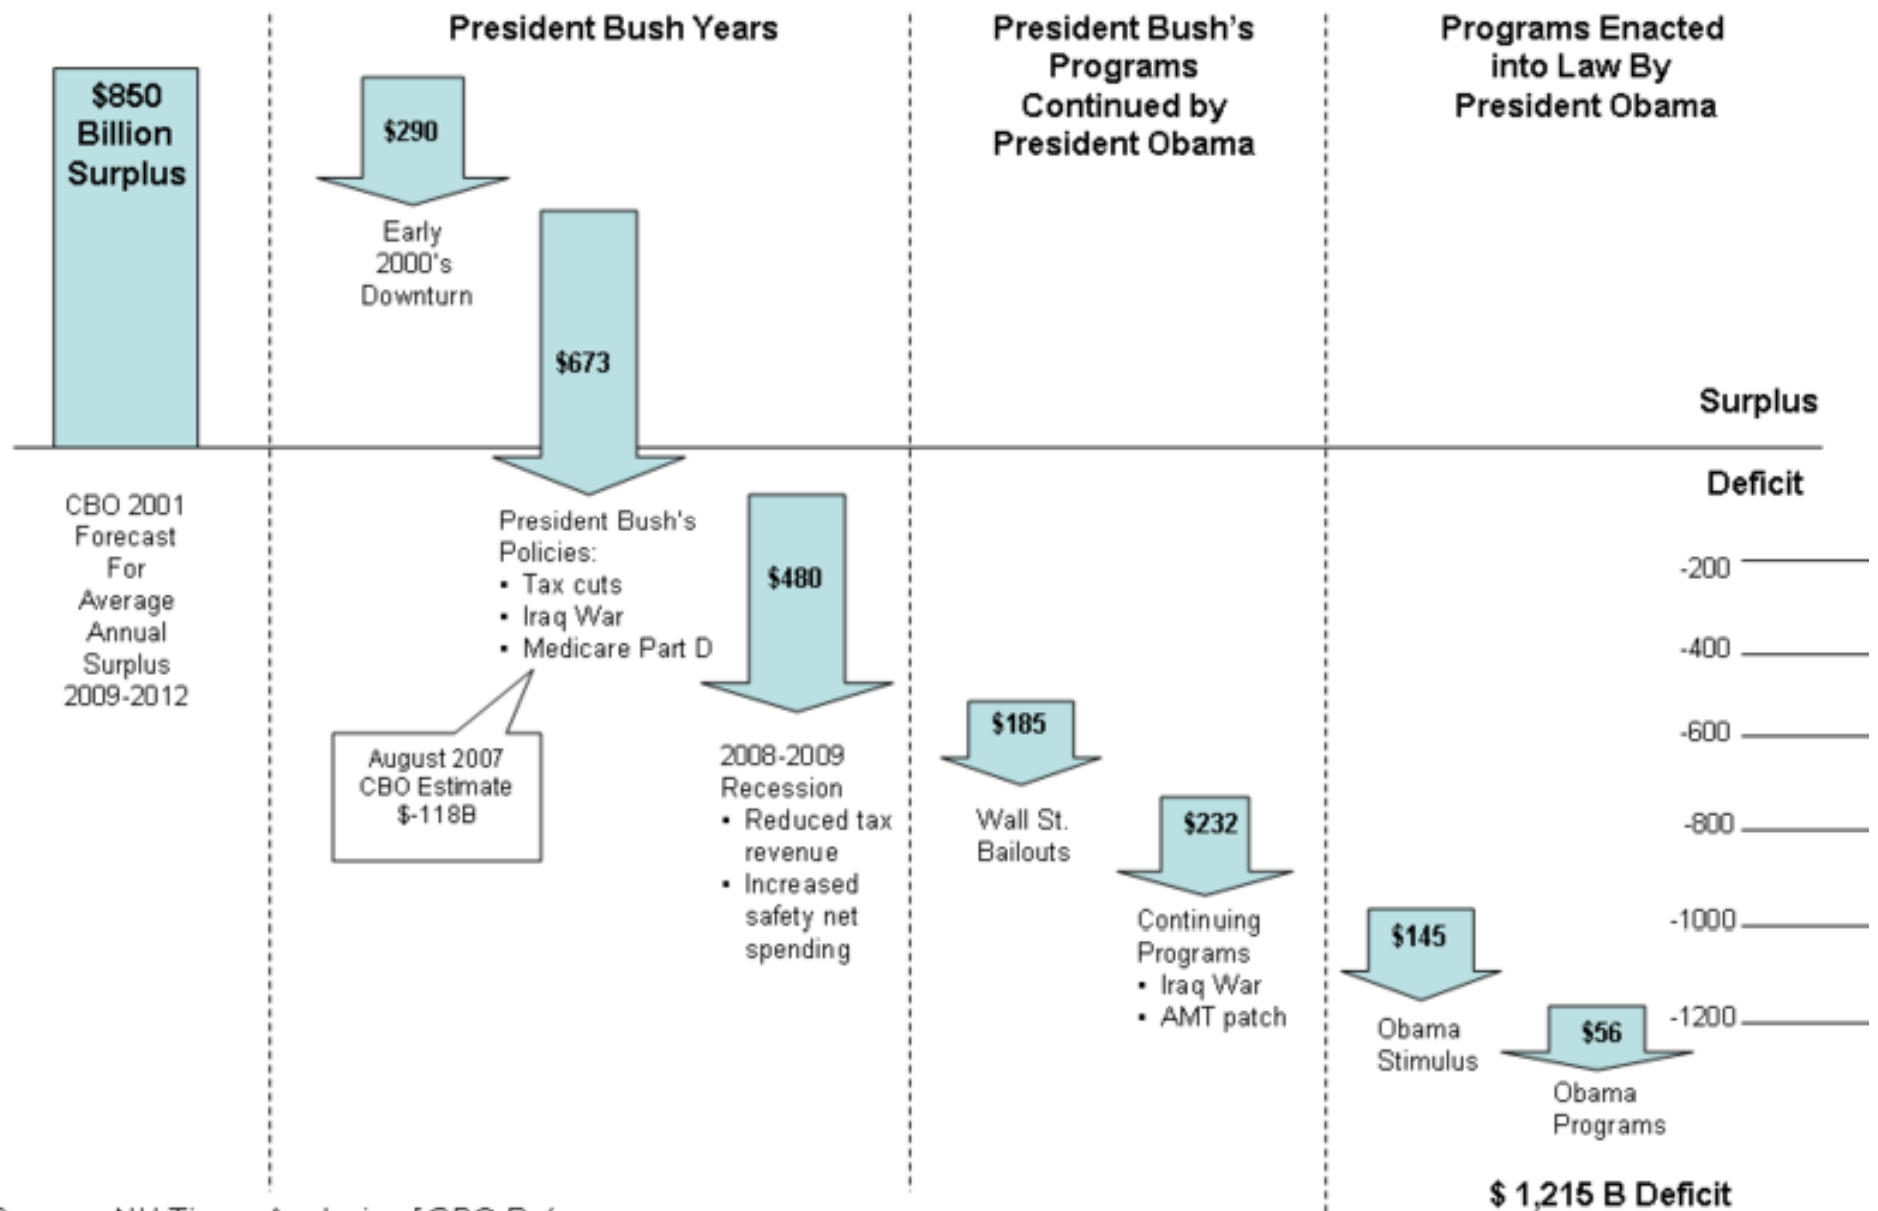 President Bush Years
President Bush's
Programs
Continued by
President Obama
Programs Enacted
into Law By
President Obama
$850
Billion
Surplus
CBO 2001
Forecast
For
Average
Annual
Surplus
2009-2012
$290
Early
2000's
Downturn
$673
President Bush's
Policies:
▪ Tax cuts
▪ Iraq War
▪ Medicare Part D
August 2007
CBO Estimate
$-118B
$480
2008-2009
Recession
▪ Reduced tax
revenue
▪ Increased
safety net
spending
$185
Wall St.
Bailouts
$232
Continuing
Programs
▪ Iraq War
▪ AMT patch
$145
Obama
Stimulus
$56
Obama
Programs
Surplus
Deficit
-200
-400
-600
-800
-1000
-1200
$ 1,215 B Deficit